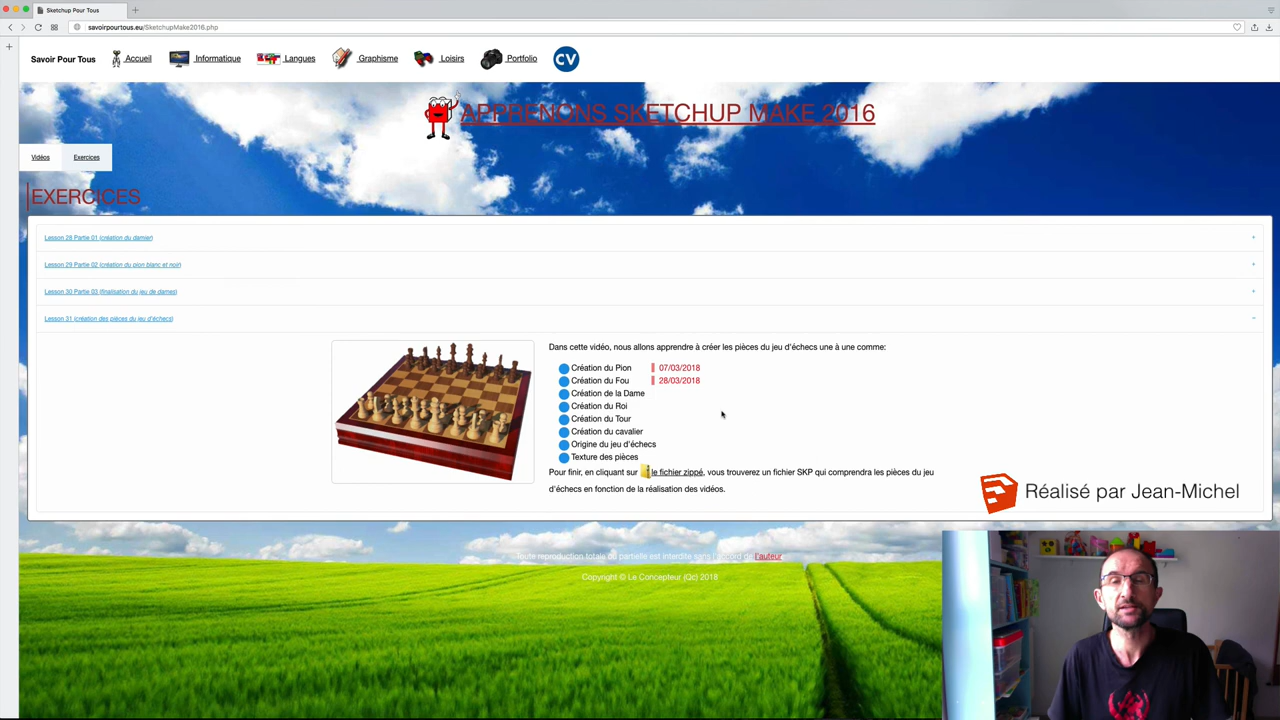 Sketchup Pour Tous
savoirpourtous.eu/SketchupMake2016.php
Savoir Pour Tous
Accueil
Informatique
Langues
Graphisme
Loisirs
Portfolio
CV
APPRENONS SKETCHUP MAKE 2016
Vidéos
Exercices
EXERCICES
Lesson 28 Partie 01 (création du damier)
Lesson 29 Partie 02 (création du pion blanc et noir)
Lesson 30 Partie 03 (finalisation du jeu de dames)
Lesson 31 (création des pièces du jeu d'échecs)
Dans cette vidéo, nous allons apprendre à créer les pièces du jeu d'échecs une à une comme:
Création du Pion 07/03/2018
Création du Fou 28/03/2018
Création de la Dame
Création du Roi
Création du Tour
Création du cavalier
Origine du jeu d'échecs
Texture des pièces
Pour finir, en cliquant sur le fichier zippé, vous trouverez un fichier SKP qui comprendra les pièces du jeu
d'échecs en fonction de la réalisation des vidéos.
Réalisé par Jean-Michel
Toute reproduction totale ou partielle est interdite sans l'accord de l'auteur
Copyright © Le Concepteur (Qc) 2018